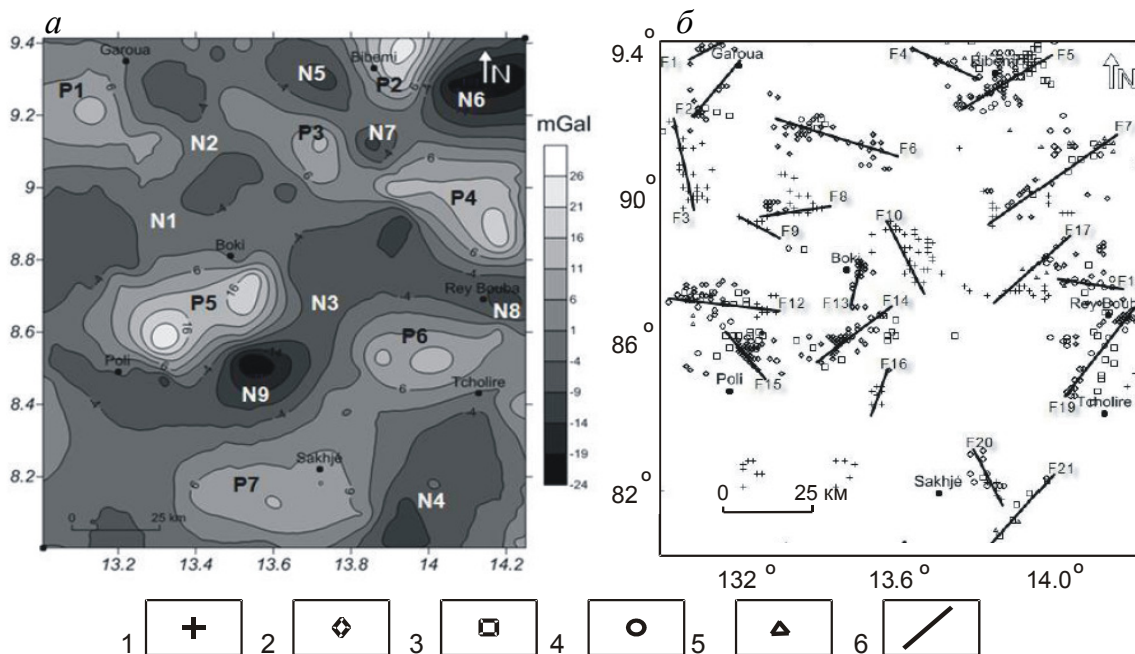 а
б
9.4
9.2
9
8.8
8.6
8.4
8.2
13.2 13.4 13.6 13.8 14 14.2
Garoua
Bibemi
Boki
Rey Bouba
Poli
Tcholire
Sakhjé
P1
P2
P3
P4
P5
P6
P7
N1
N2
N3
N4
N5
N6
N7
N8
N9
N
0 25 km
mGal
26
21
16
11
6
1
-4
-9
-14
-19
-24
9.4 °
90 °
86 °
82 °
132 ° 13.6 ° 14.0 °
F1
Garoua
F4
Bibemi
F5
N
F2
F6
F7
F3
F8
F9
F10
F17
Boki
F12
F13
F14
Rey Boub
F15
F16
Poli
F19
Tcholire
F20
Sakhjé
F21
0 25 км
1 2 3 4 5 6